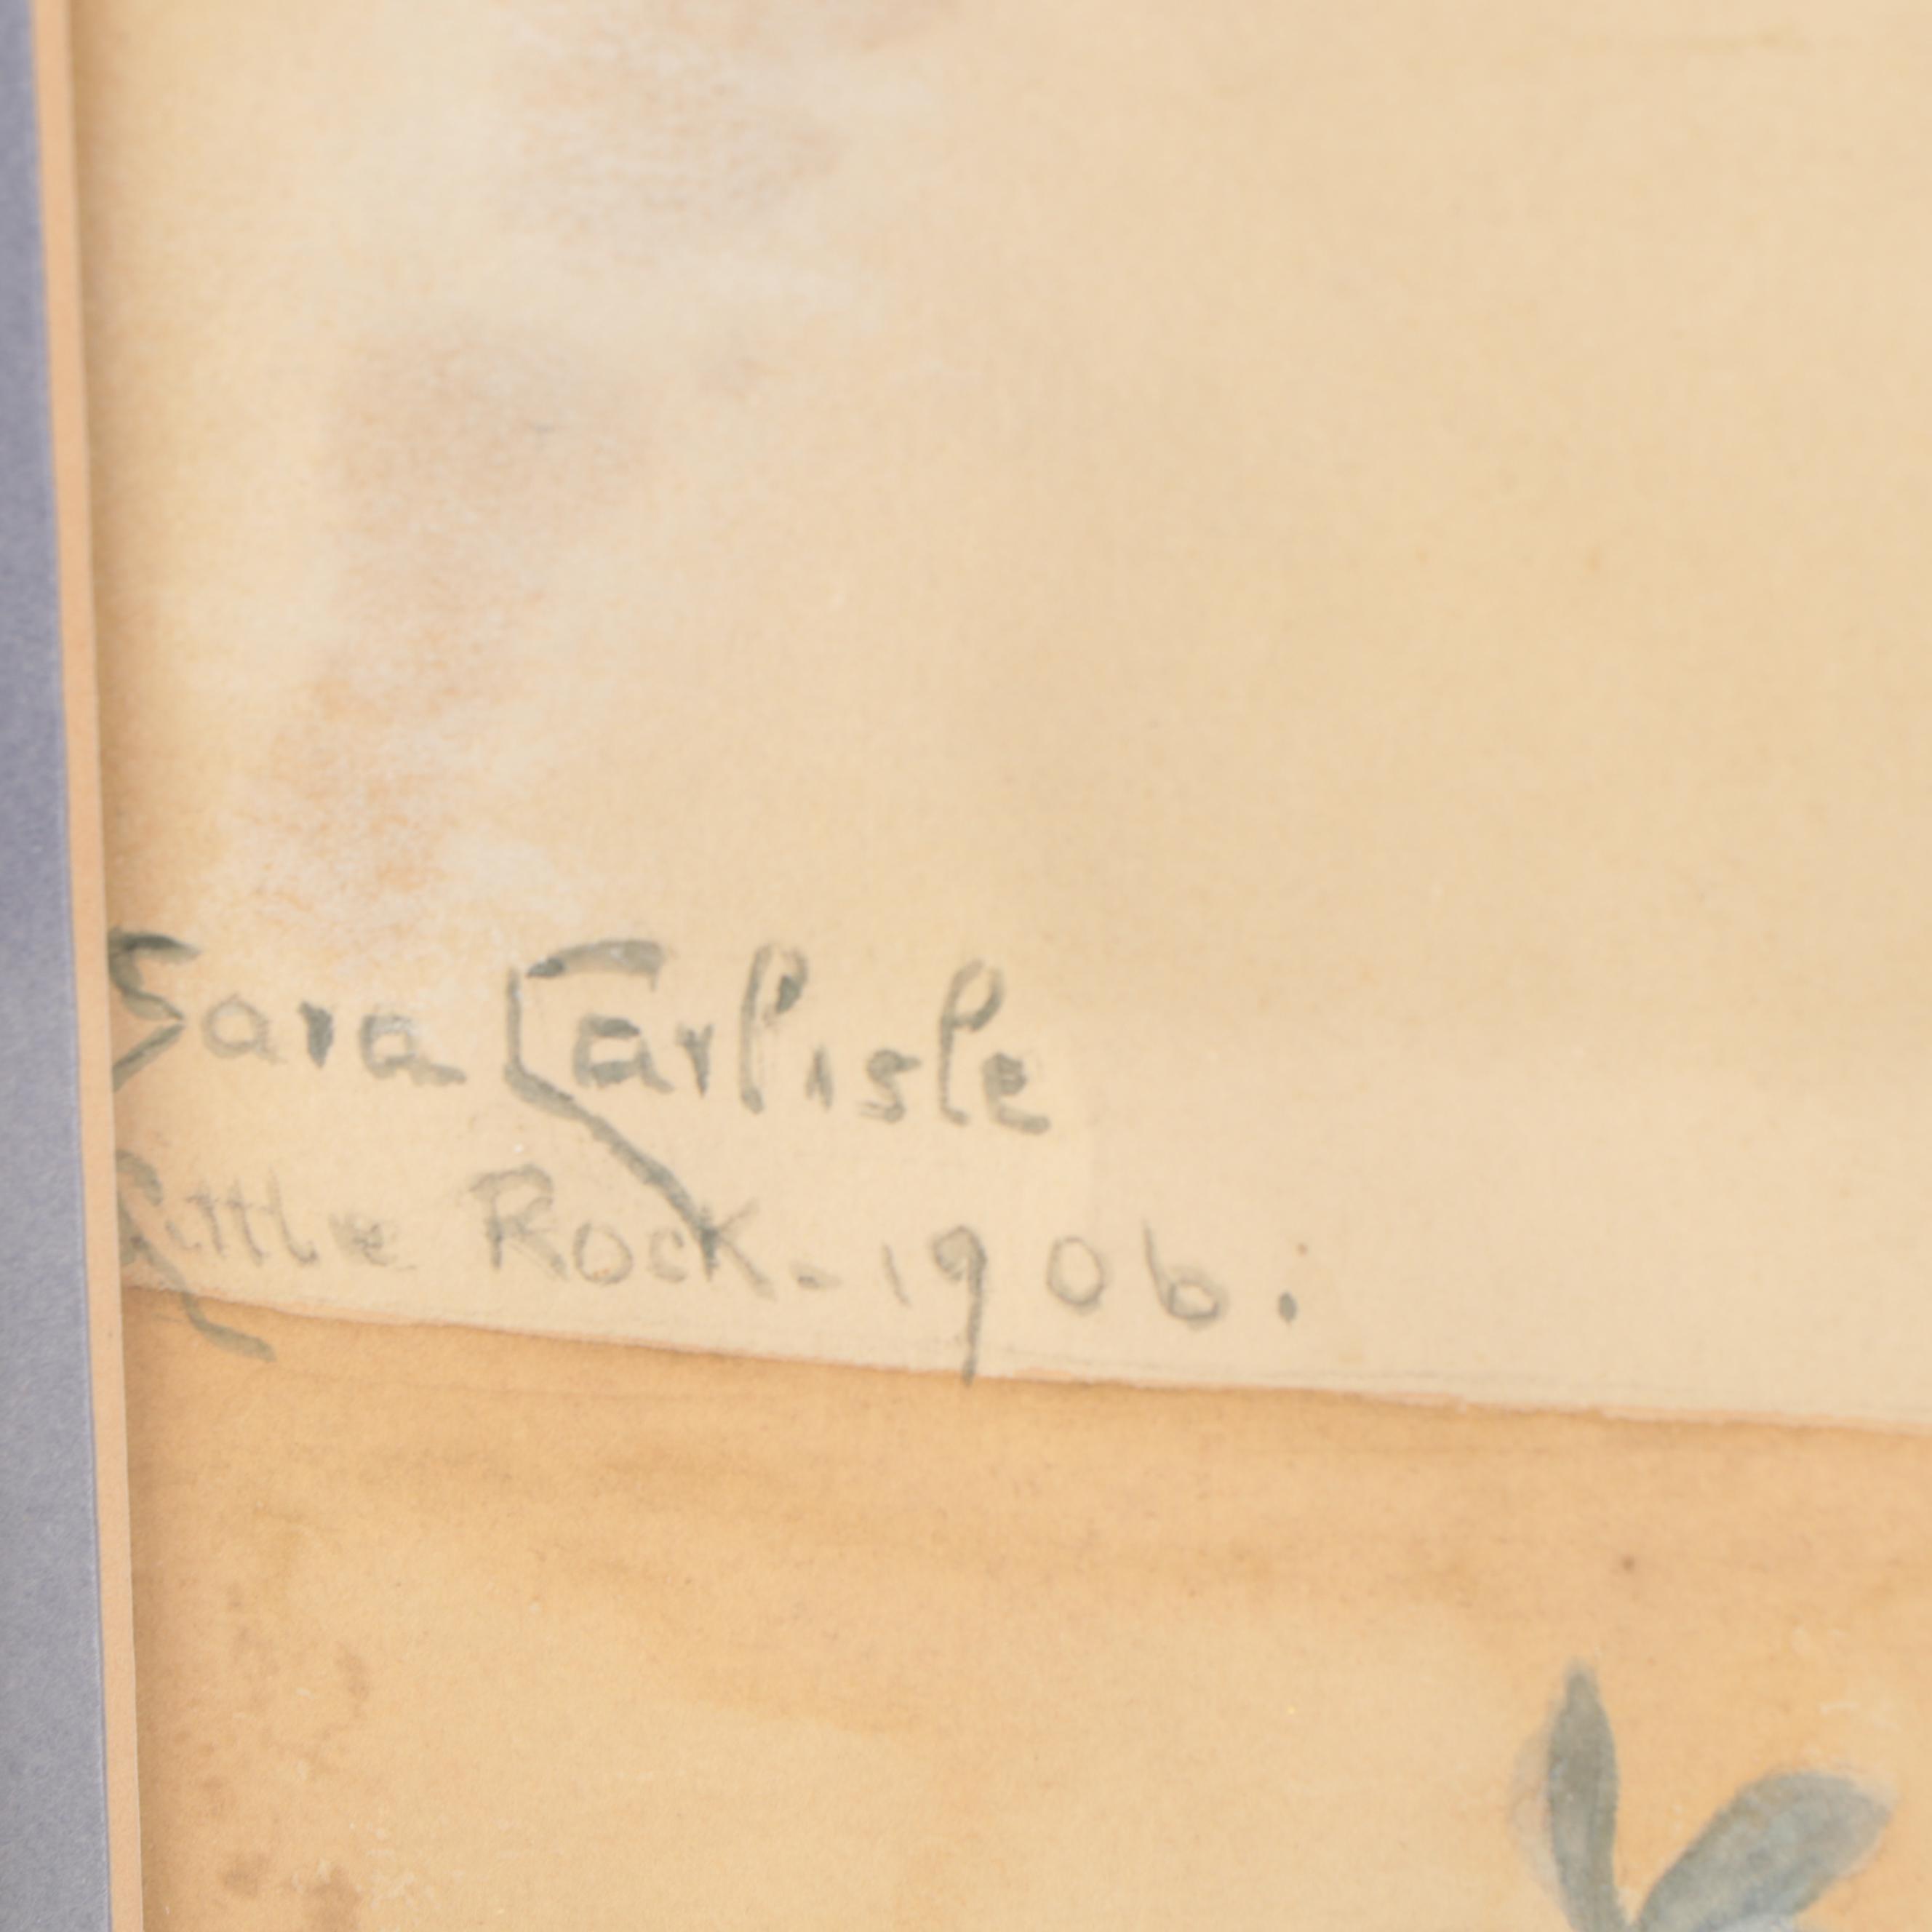 Sara Carlisle
Little Rock - 1906 :